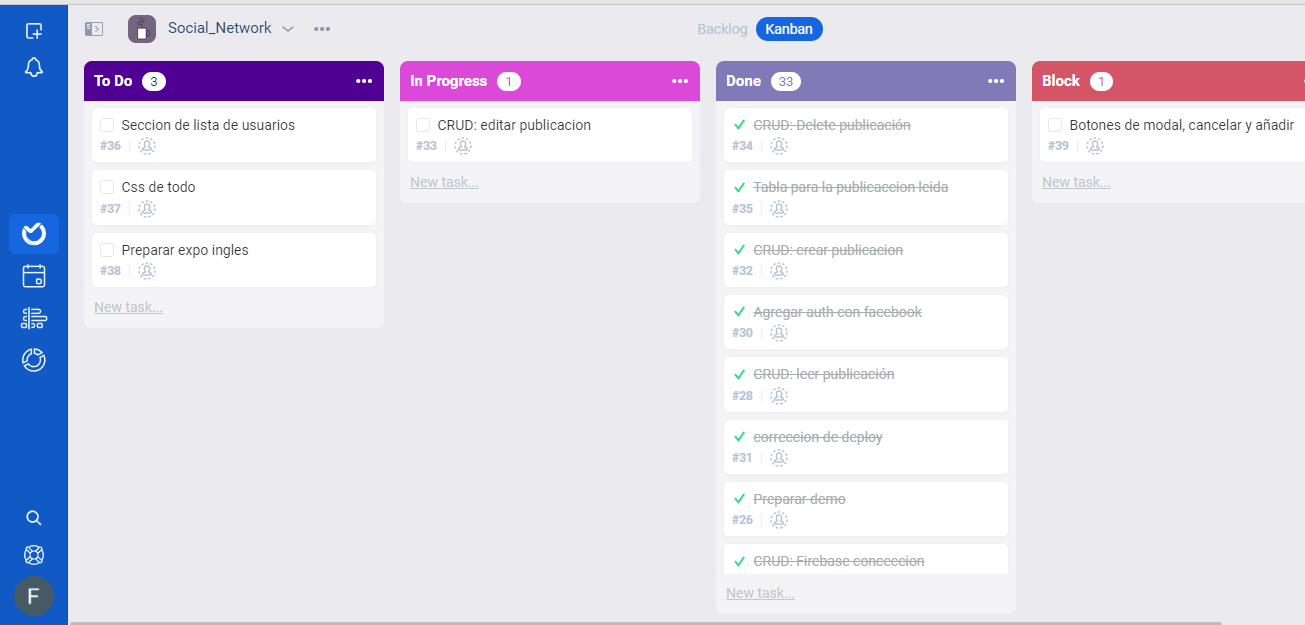 Social_Network
Backlog
Kanban
To Do 3
Seccion de lista de usuarios
#36
Css de todo
#37
Preparar expo ingles
#38
New task...
In Progress 1
CRUD: editar publicacion
#33
New task...
Done 33
CRUD: Delete publicación
#34
Tabla para la publicaccion leida
#35
CRUD: crear publicacion
#32
Agregar auth con facebook
#30
CRUD: leer publicación
#28
correccion de deploy
#31
Preparar demo
#26
CRUD: Firebase conceccion
New task...
Block 1
Botones de modal, cancelar y añadir
#39
New task...
F